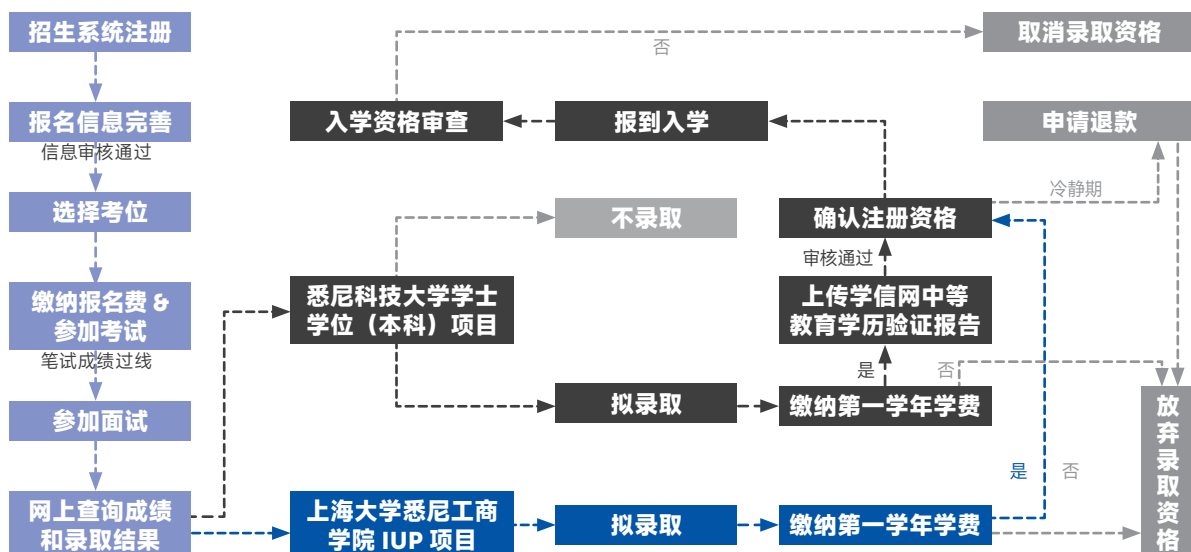 招生系统注册
报名信息完善
信息审核通过
选择考位
缴纳报名费 &
参加考试
笔试成绩过线
参加面试
网上查询成绩
和录取结果
否
取消录取资格
入学资格审查
报到入学
申请退款
冷静期
不录取
确认注册资格
审核通过
悉尼科技大学学士
学位（本科）项目
上传学信网中等
教育学历验证报告
是
否
拟录取
缴纳第一学年学费
是
否
上海大学悉尼工商
学院 IUP 项目
拟录取
缴纳第一学年学费
放弃录取资格